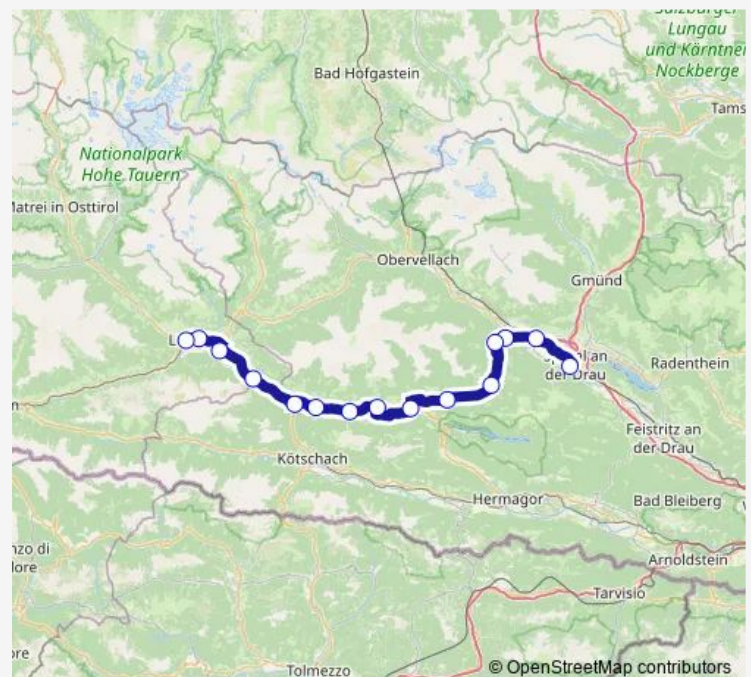 Salzburger
Lungau
und Kärntner
Nockberge
Bad Hofgastein
Tams
Nationalpark
Hohe Tauern
Matrei in Osttirol
Obervellach
Gmünd
L
an
der Drau
Radenthein
Feistritz an
der Drau
Kötschach
Hermagor
Bad Bleiberg
nzo di
lore
Arnoldstein
Tarvisio
ore
Tolmezzo
© OpenStreetMap contributors